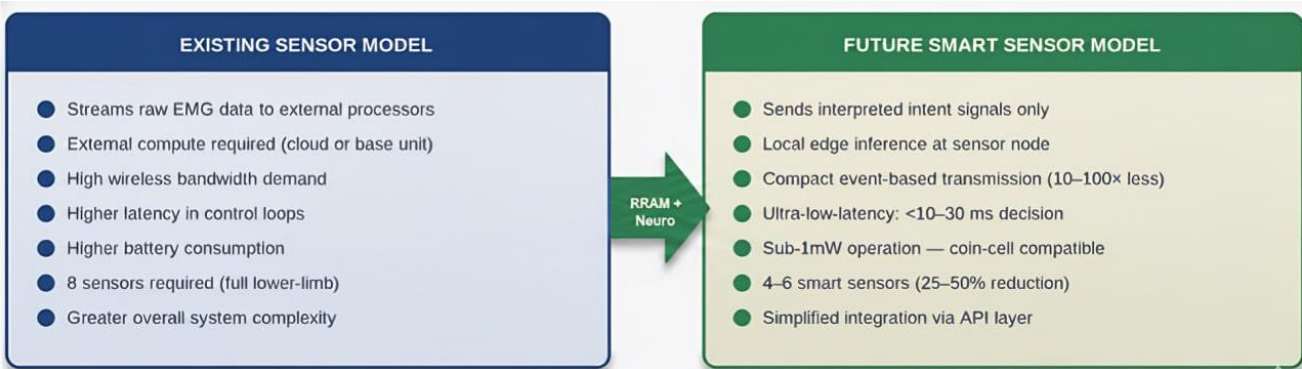 EXISTING SENSOR MODEL
Streams raw EMG data to external processors
External compute required (cloud or base unit)
High wireless bandwidth demand
Higher latency in control loops
Higher battery consumption
8 sensors required (full lower-limb)
Greater overall system complexity
RRAM +
Neuro
FUTURE SMART SENSOR MODEL
Sends interpreted intent signals only
Local edge inference at sensor node
Compact event-based transmission (10–100× less)
Ultra-low-latency: <10–30 ms decision
Sub-1mW operation — coin-cell compatible
4–6 smart sensors (25–50% reduction)
Simplified integration via API layer